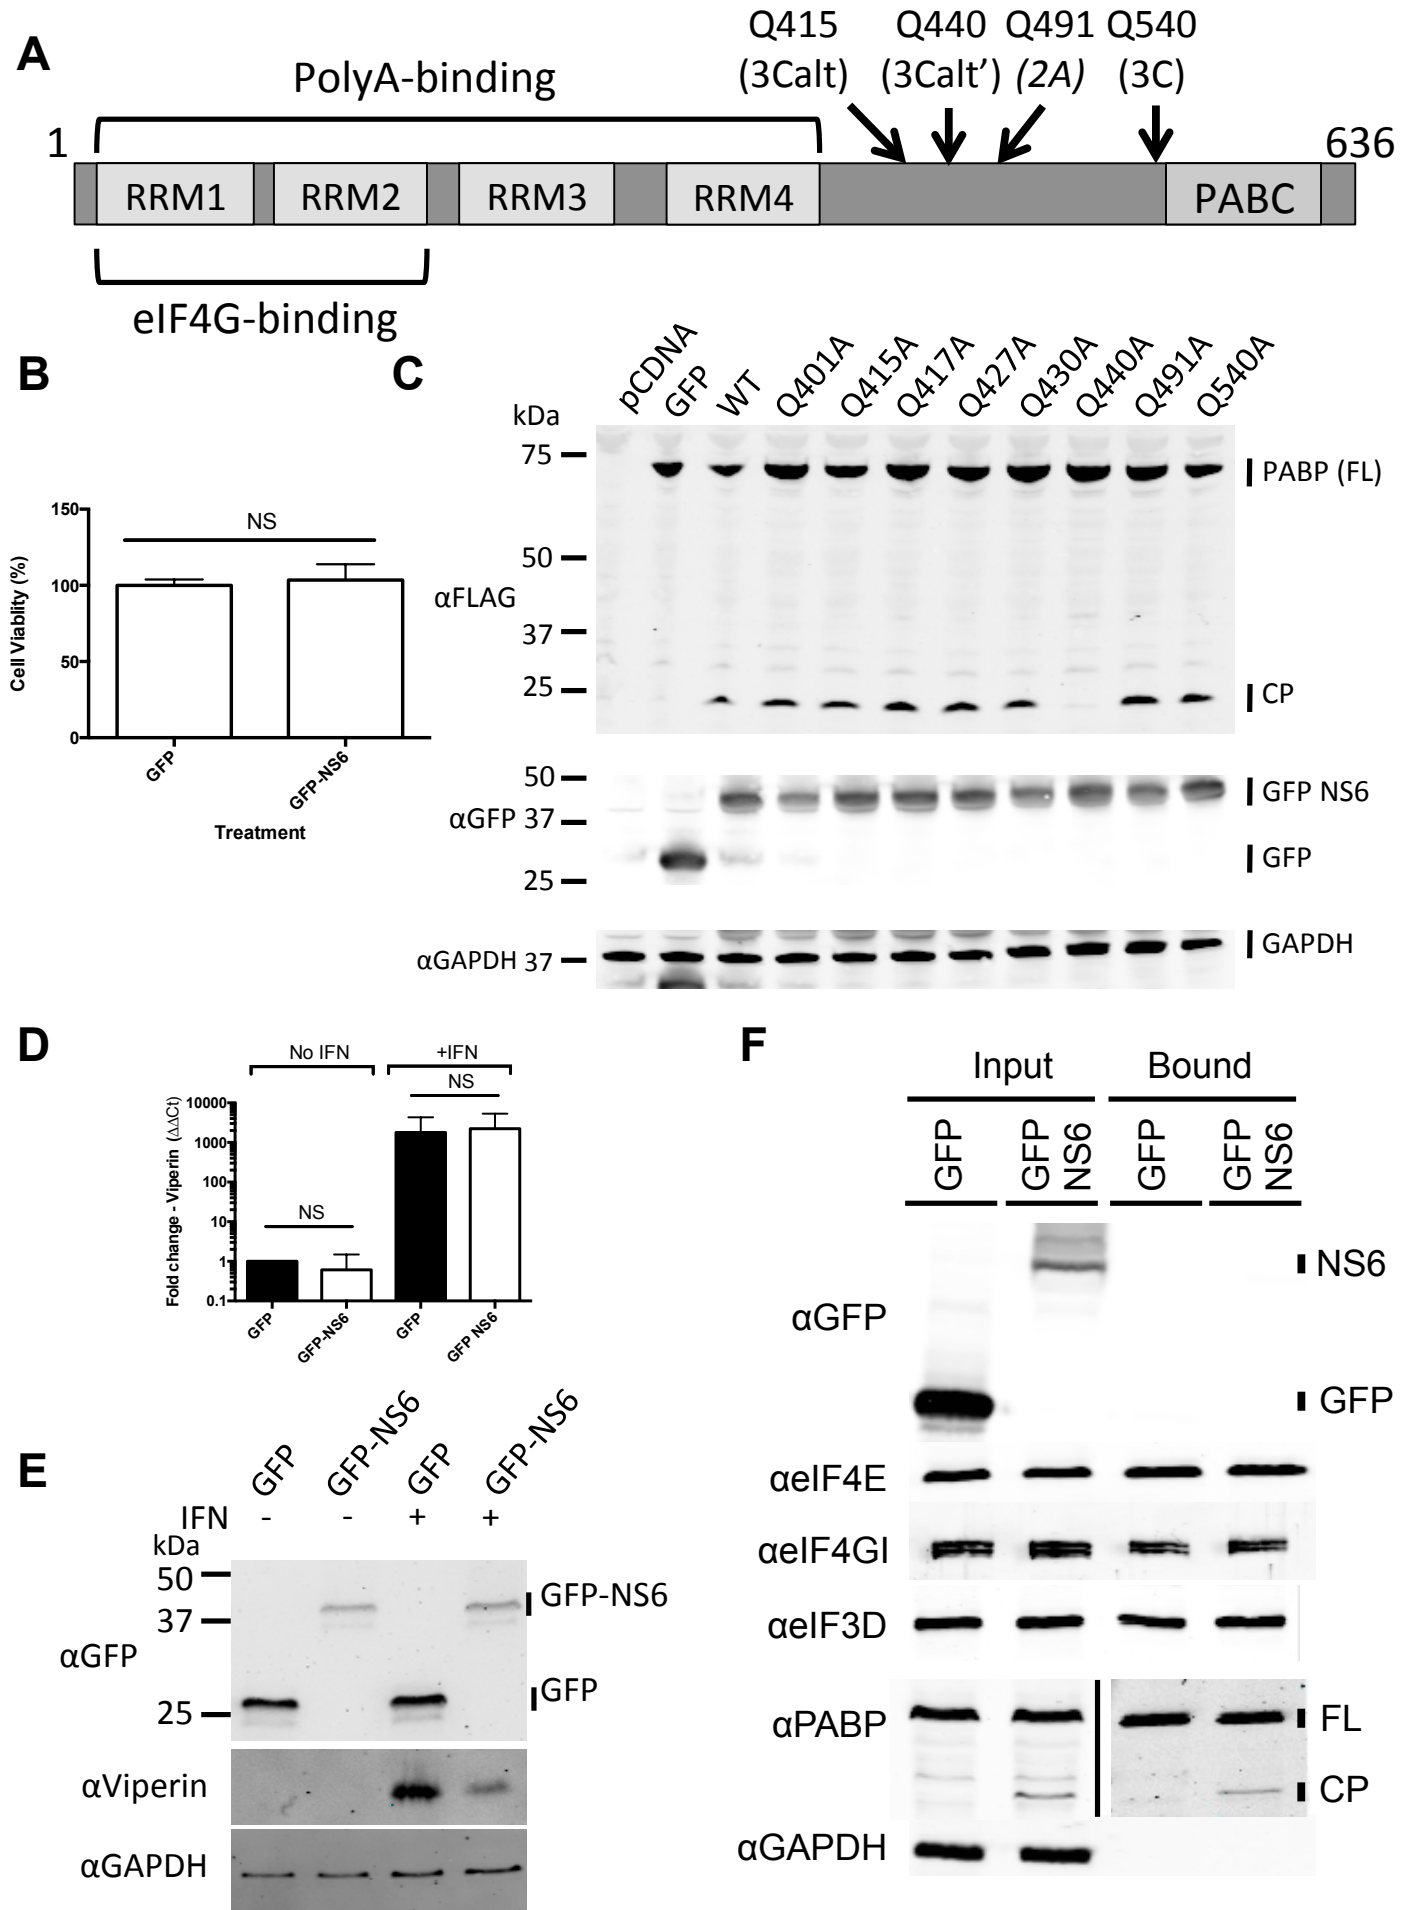 A
PolyA-binding
Q415 Q440 Q491 Q540
(3Calt) (3Calt’) (2A) (3C)
1 636
RRM1 RRM2 RRM3 RRM4 PABC
eIF4G-binding
B
150
100
50
0
Cell Viablity (%)
NS
GFP
GFP-NS6
Treatment
C
pCDNA GFP WT Q401A Q415A Q417A Q427A Q430A Q440A Q491A Q540A
kDa
75
50
37
25
αFLAG
PABP (FL)
CP
50
αGFP 37
25
GFP NS6
GFP
αGAPDH 37
GAPDH
D
No IFN +IFN
NS
NS
10000
1000
100
10
1
0.1
Fold change - Viperin (ΔΔCt)
GFP GFP-NS6 GFP GFP NS6
E
GFP GFP-NS6 GFP GFP-NS6
IFN - - + +
kDa
50
37
25
αGFP
GFP-NS6
GFP
αViperin
αGAPDH
F
Input Bound
GFP GFP NS6 GFP GFP NS6
αGFP
NS6
GFP
αeIF4E
αeIF4GI
αeIF3D
αPABP
FL
CP
αGAPDH